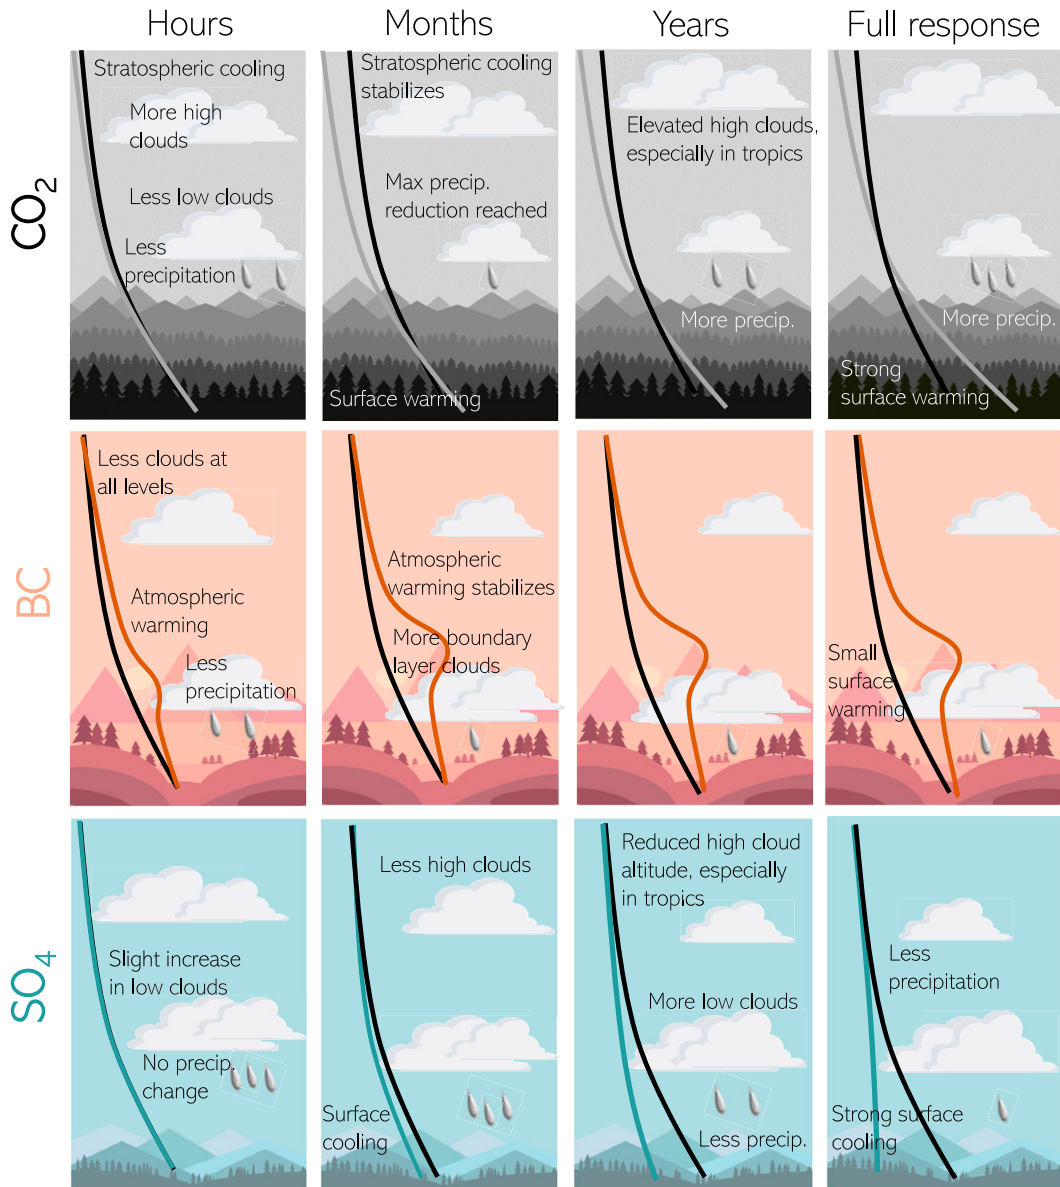 Hours
Months
Years
Full response
CO2
Stratospheric cooling
More high
clouds
Less low clouds
Less
precipitation
Stratospheric cooling
stabilizes
Max precip.
reduction reached
Surface warming
Elevated high clouds,
especially in tropics
More precip.
More precip.
Strong
surface warming
BC
Less clouds at
all levels
Atmospheric
warming
Less
precipitation
Atmospheric
warming stabilizes
More boundary
layer clouds
Small
surface
warming
SO4
Slight increase
in low clouds
No precip.
change
Less high clouds
Surface
cooling
Reduced high cloud
altitude, especially
in tropics
More low clouds
Less precip.
Less
precipitation
Strong surface
cooling